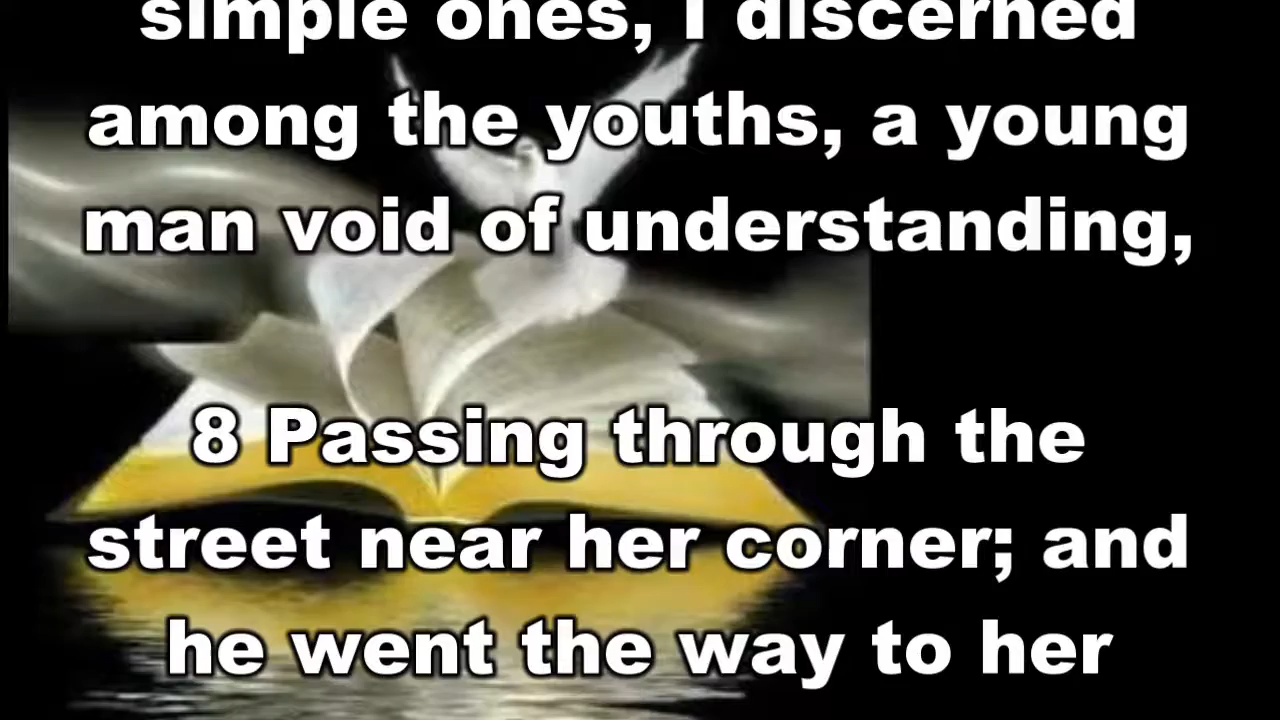 simple ones, I discerned
among the youths, a young
man void of understanding,
8 Passing through the
street near her corner; and
he went the way to her